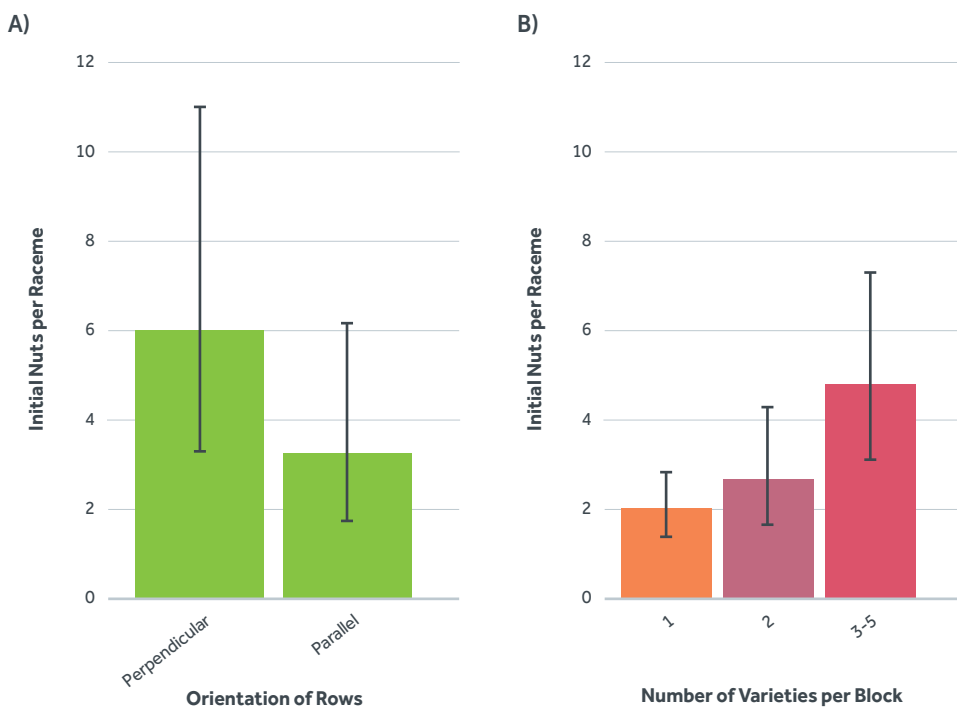 A)
Initial Nuts per Raceme
12
10
8
6
4
2
0
Perpendicular
Parallel
Orientation of Rows
B)
Initial Nuts per Raceme
12
10
8
6
4
2
0
1
2
3-5
Number of Varieties per Block